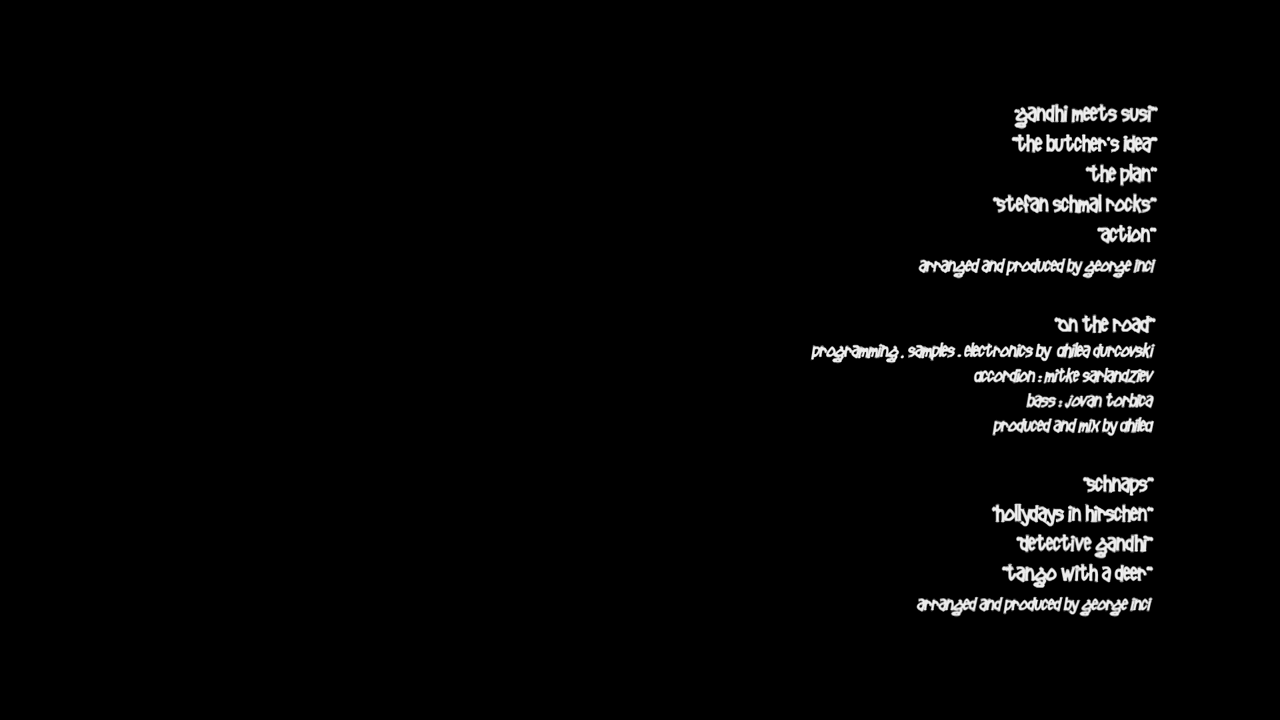 "gandhi meets susi"
"the butcher's idea"
"the plan"
"stefan schmal rocks"
"action"
arranged and produced by george inci
"on the road"
programming . samples . electronics by ahilea durcovski
accordion : mitke sarlandziev
bass : jovan torbica
produced and mix by ahilea
"schnaps"
"hollydays in hirschen"
"detective gandhi"
"tango with a deer"
arranged and produced by george inci